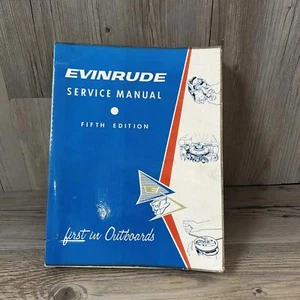 EVINRUDE
SERVICE MANUAL
FIFTH EDITION
first in Outboards